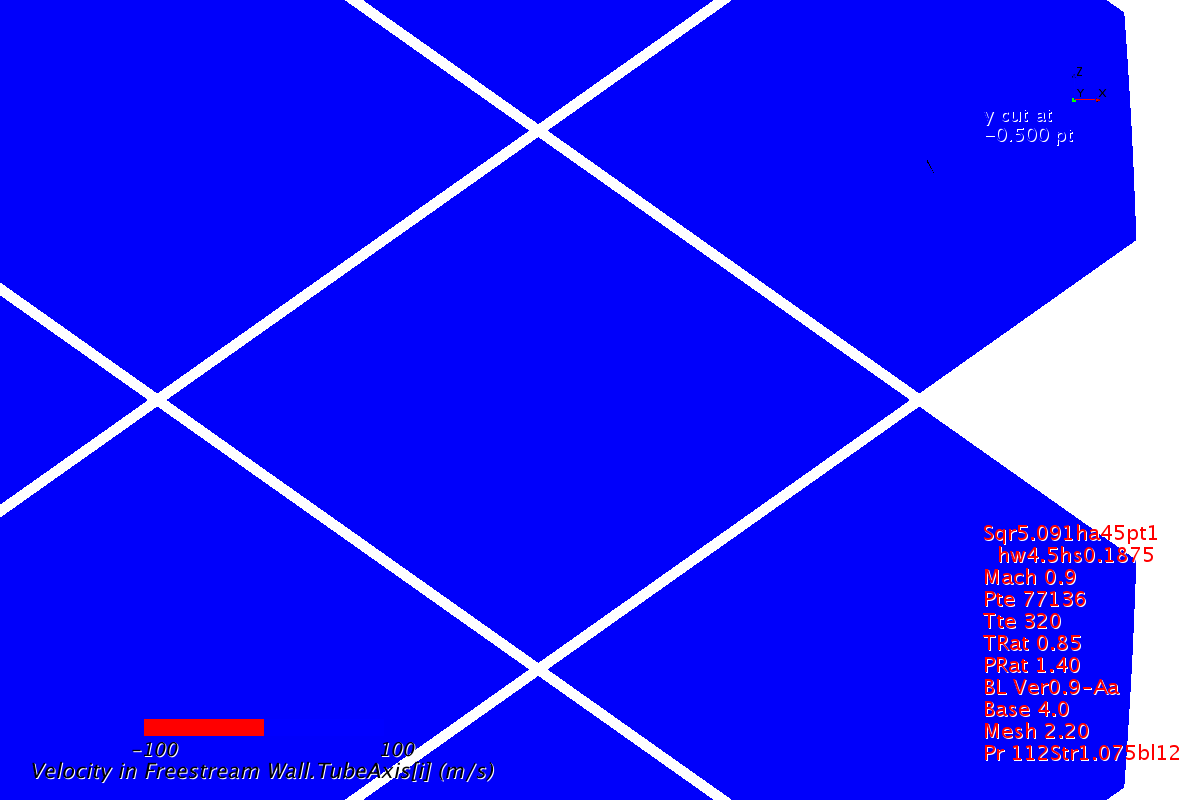 Z
Y X
y cut at
-0.500 pt
Sqr5.091ha45pt1
hw4.5hs0.1875
Mach 0.9
Pte 77136
Tte 320
TRat 0.85
PRat 1.40
BL Ver0.9-Aa
Base 4.0
Mesh 2.20
Pr 112Str1.075bl12
-100 100
Velocity in Freestream Wall.TubeAxis[i] (m/s)